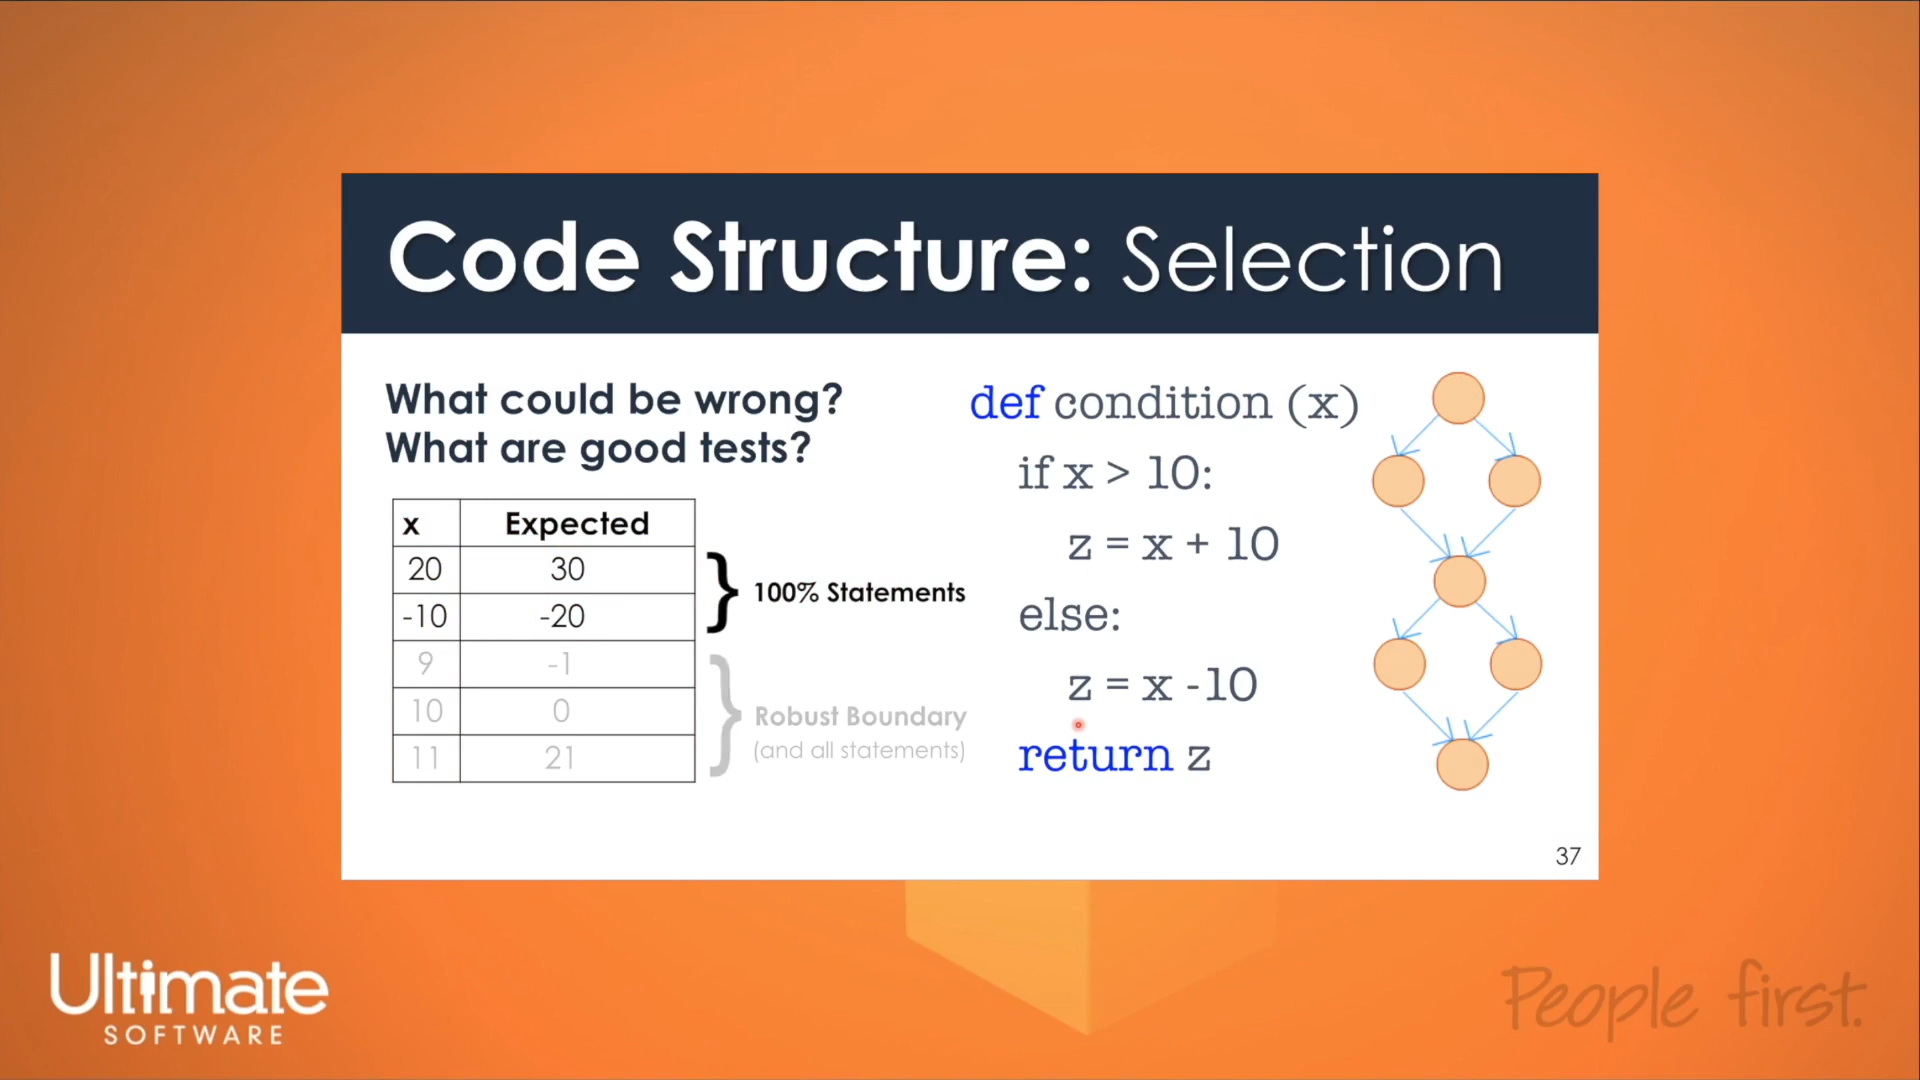 Code Structure: Selection
What could be wrong?
What are good tests?
x Expected
20 30
-10 -20
9 -1
10 0
11 21
} 100% Statements
} Robust Boundary
(and all statements)
def condition (x)
if x > 10:
z = x + 10
else:
z = x -10
return z
37
Ultimate
SOFTWARE
People first.